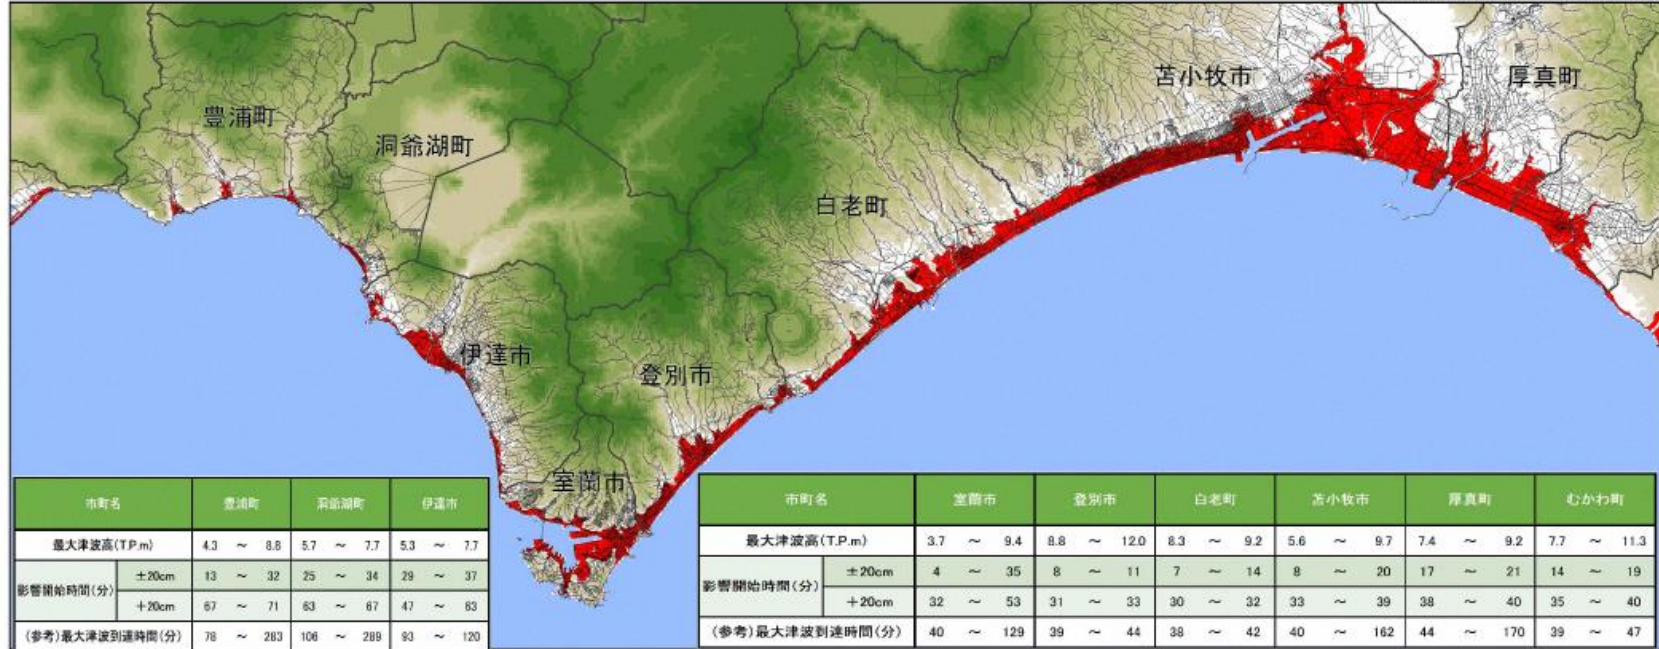 苫小牧市
厚真町
豊浦町
洞爺湖町
白老町
伊達市
登別市
室蘭市
市町名 豊浦町 洞爺湖町 伊達市
最大津波高(T.P.m) 4.3 ～ 8.8 5.7 ～ 7.7 5.3 ～ 7.7
影響開始時間(分) ±20cm 13 ～ 32 25 ～ 34 29 ～ 37
+20cm 67 ～ 71 63 ～ 67 47 ～ 63
(参考)最大津波到達時間(分) 78 ～ 283 106 ～ 289 93 ～ 120
市町名 室蘭市 登別市 白老町 苫小牧市 厚真町 むかわ町
最大津波高(T.P.m) 3.7 ～ 9.4 8.8 ～ 12.0 8.3 ～ 9.2 5.6 ～ 9.7 7.4 ～ 9.2 7.7 ～ 11.3
影響開始時間(分) ±20cm 4 ～ 35 8 ～ 11 7 ～ 14 8 ～ 20 17 ～ 21 14 ～ 19
+20cm 32 ～ 53 31 ～ 33 30 ～ 32 33 ～ 39 38 ～ 40 35 ～ 40
(参考)最大津波到達時間(分) 40 ～ 129 39 ～ 44 38 ～ 42 40 ～ 162 44 ～ 170 39 ～ 47